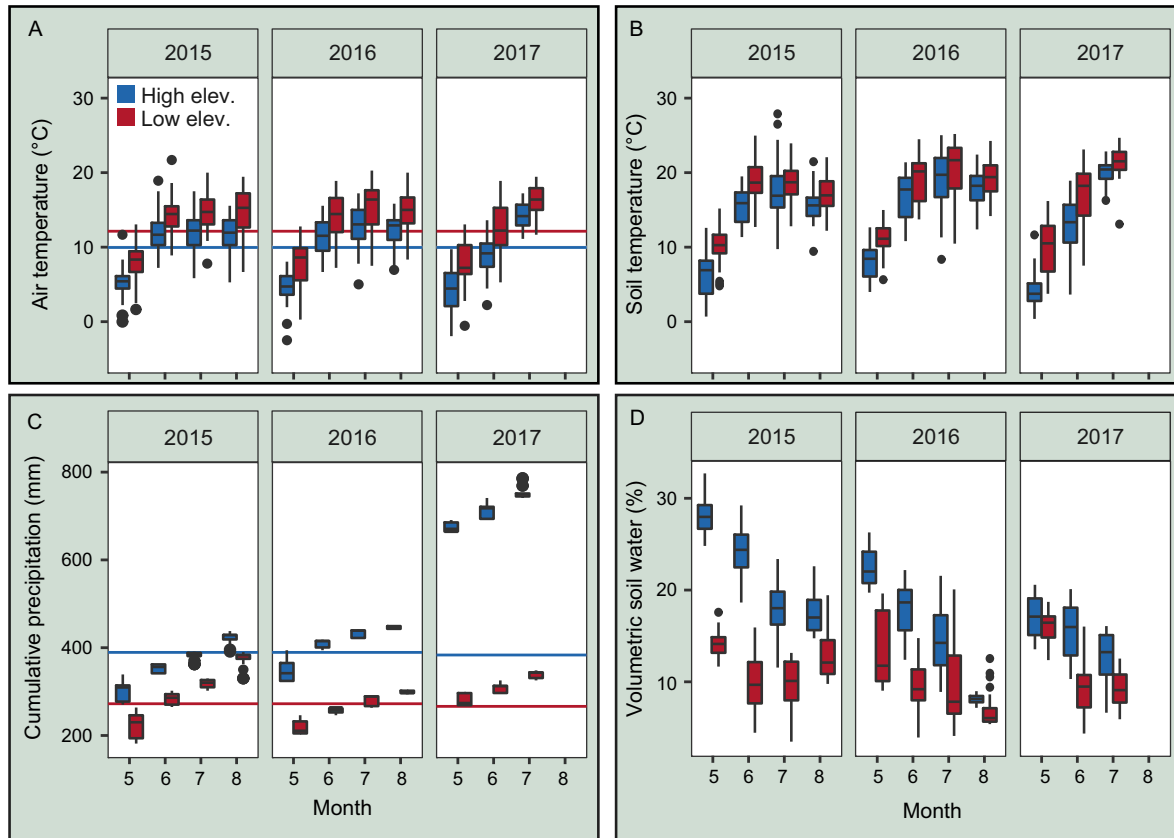 A
2015 2016 2017
High elev.
Low elev.
Air temperature (°C)
30
20
10
0
B
2015 2016 2017
Soil temperature (°C)
30
20
10
0
C
2015 2016 2017
Cumulative precipitation (mm)
800
600
400
200
5 6 7 8 5 6 7 8 5 6 7 8
Month
D
2015 2016 2017
Volumetric soil water (%)
30
20
10
5 6 7 8 5 6 7 8 5 6 7 8
Month